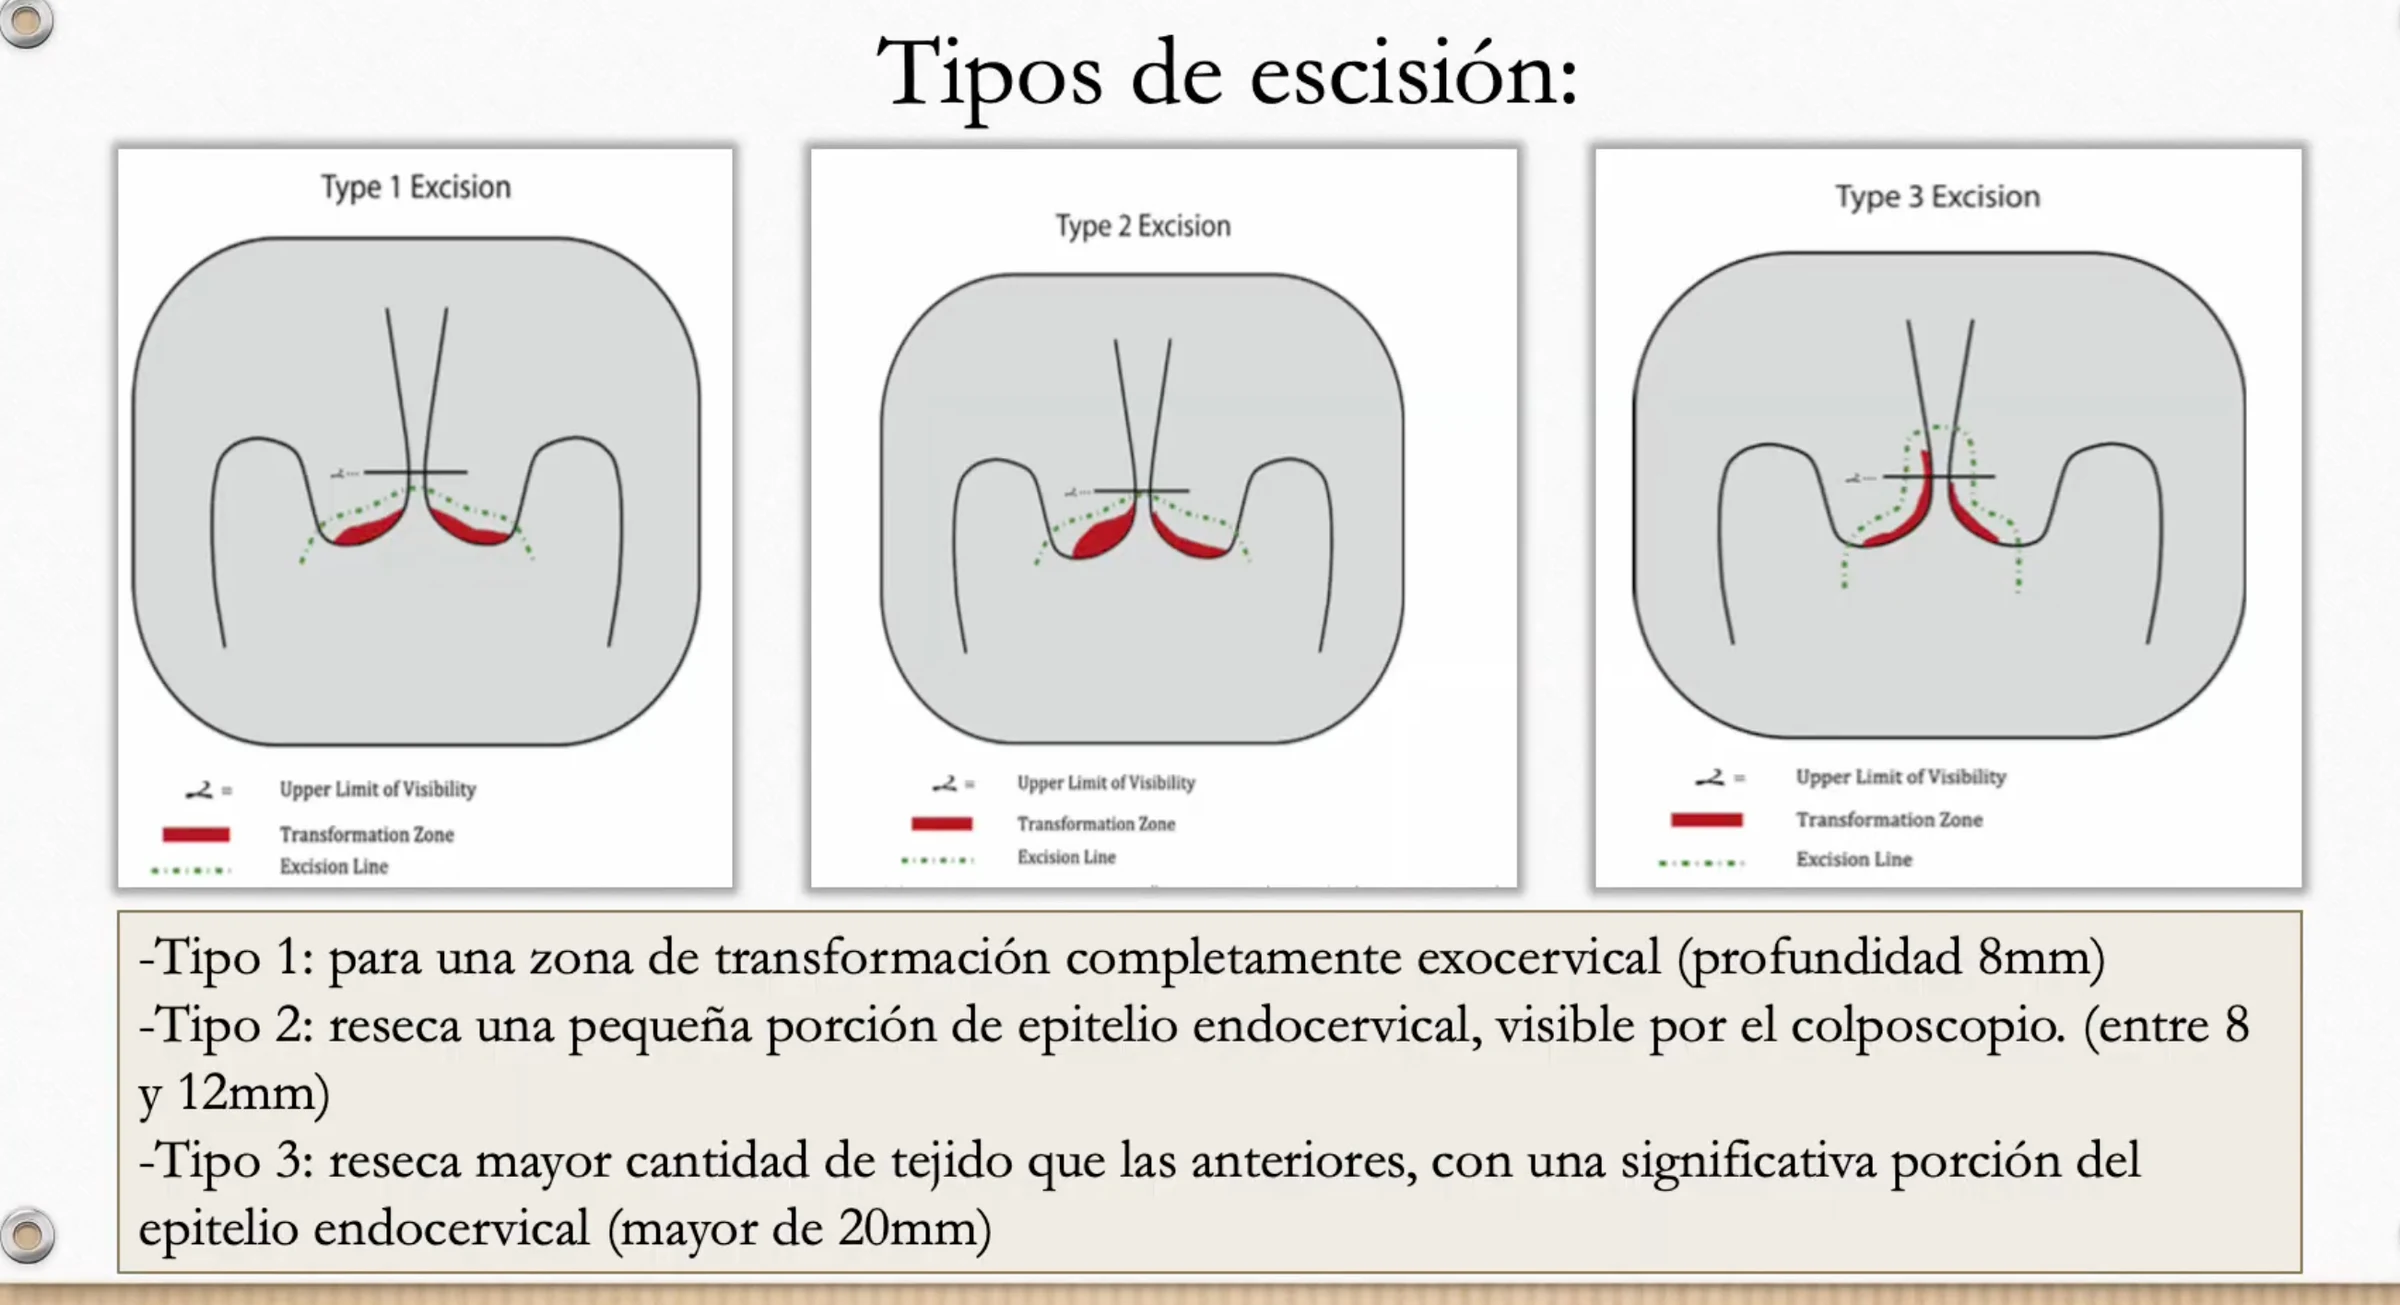 Tipos de escisión:
Type 1 Excision
Upper Limit of Visibility
Transformation Zone
Excision Line
Type 2 Excision
Upper Limit of Visibility
Transformation Zone
Excision Line
Type 3 Excision
Upper Limit of Visibility
Transformation Zone
Excision Line
-Tipo 1: para una zona de transformación completamente exocervical (profundidad 8mm)
-Tipo 2: reseca una pequeña porción de epitelio endocervical, visible por el colposcopio. (entre 8
y 12mm)
-Tipo 3: reseca mayor cantidad de tejido que las anteriores, con una significativa porción del
epitelio endocervical (mayor de 20mm)